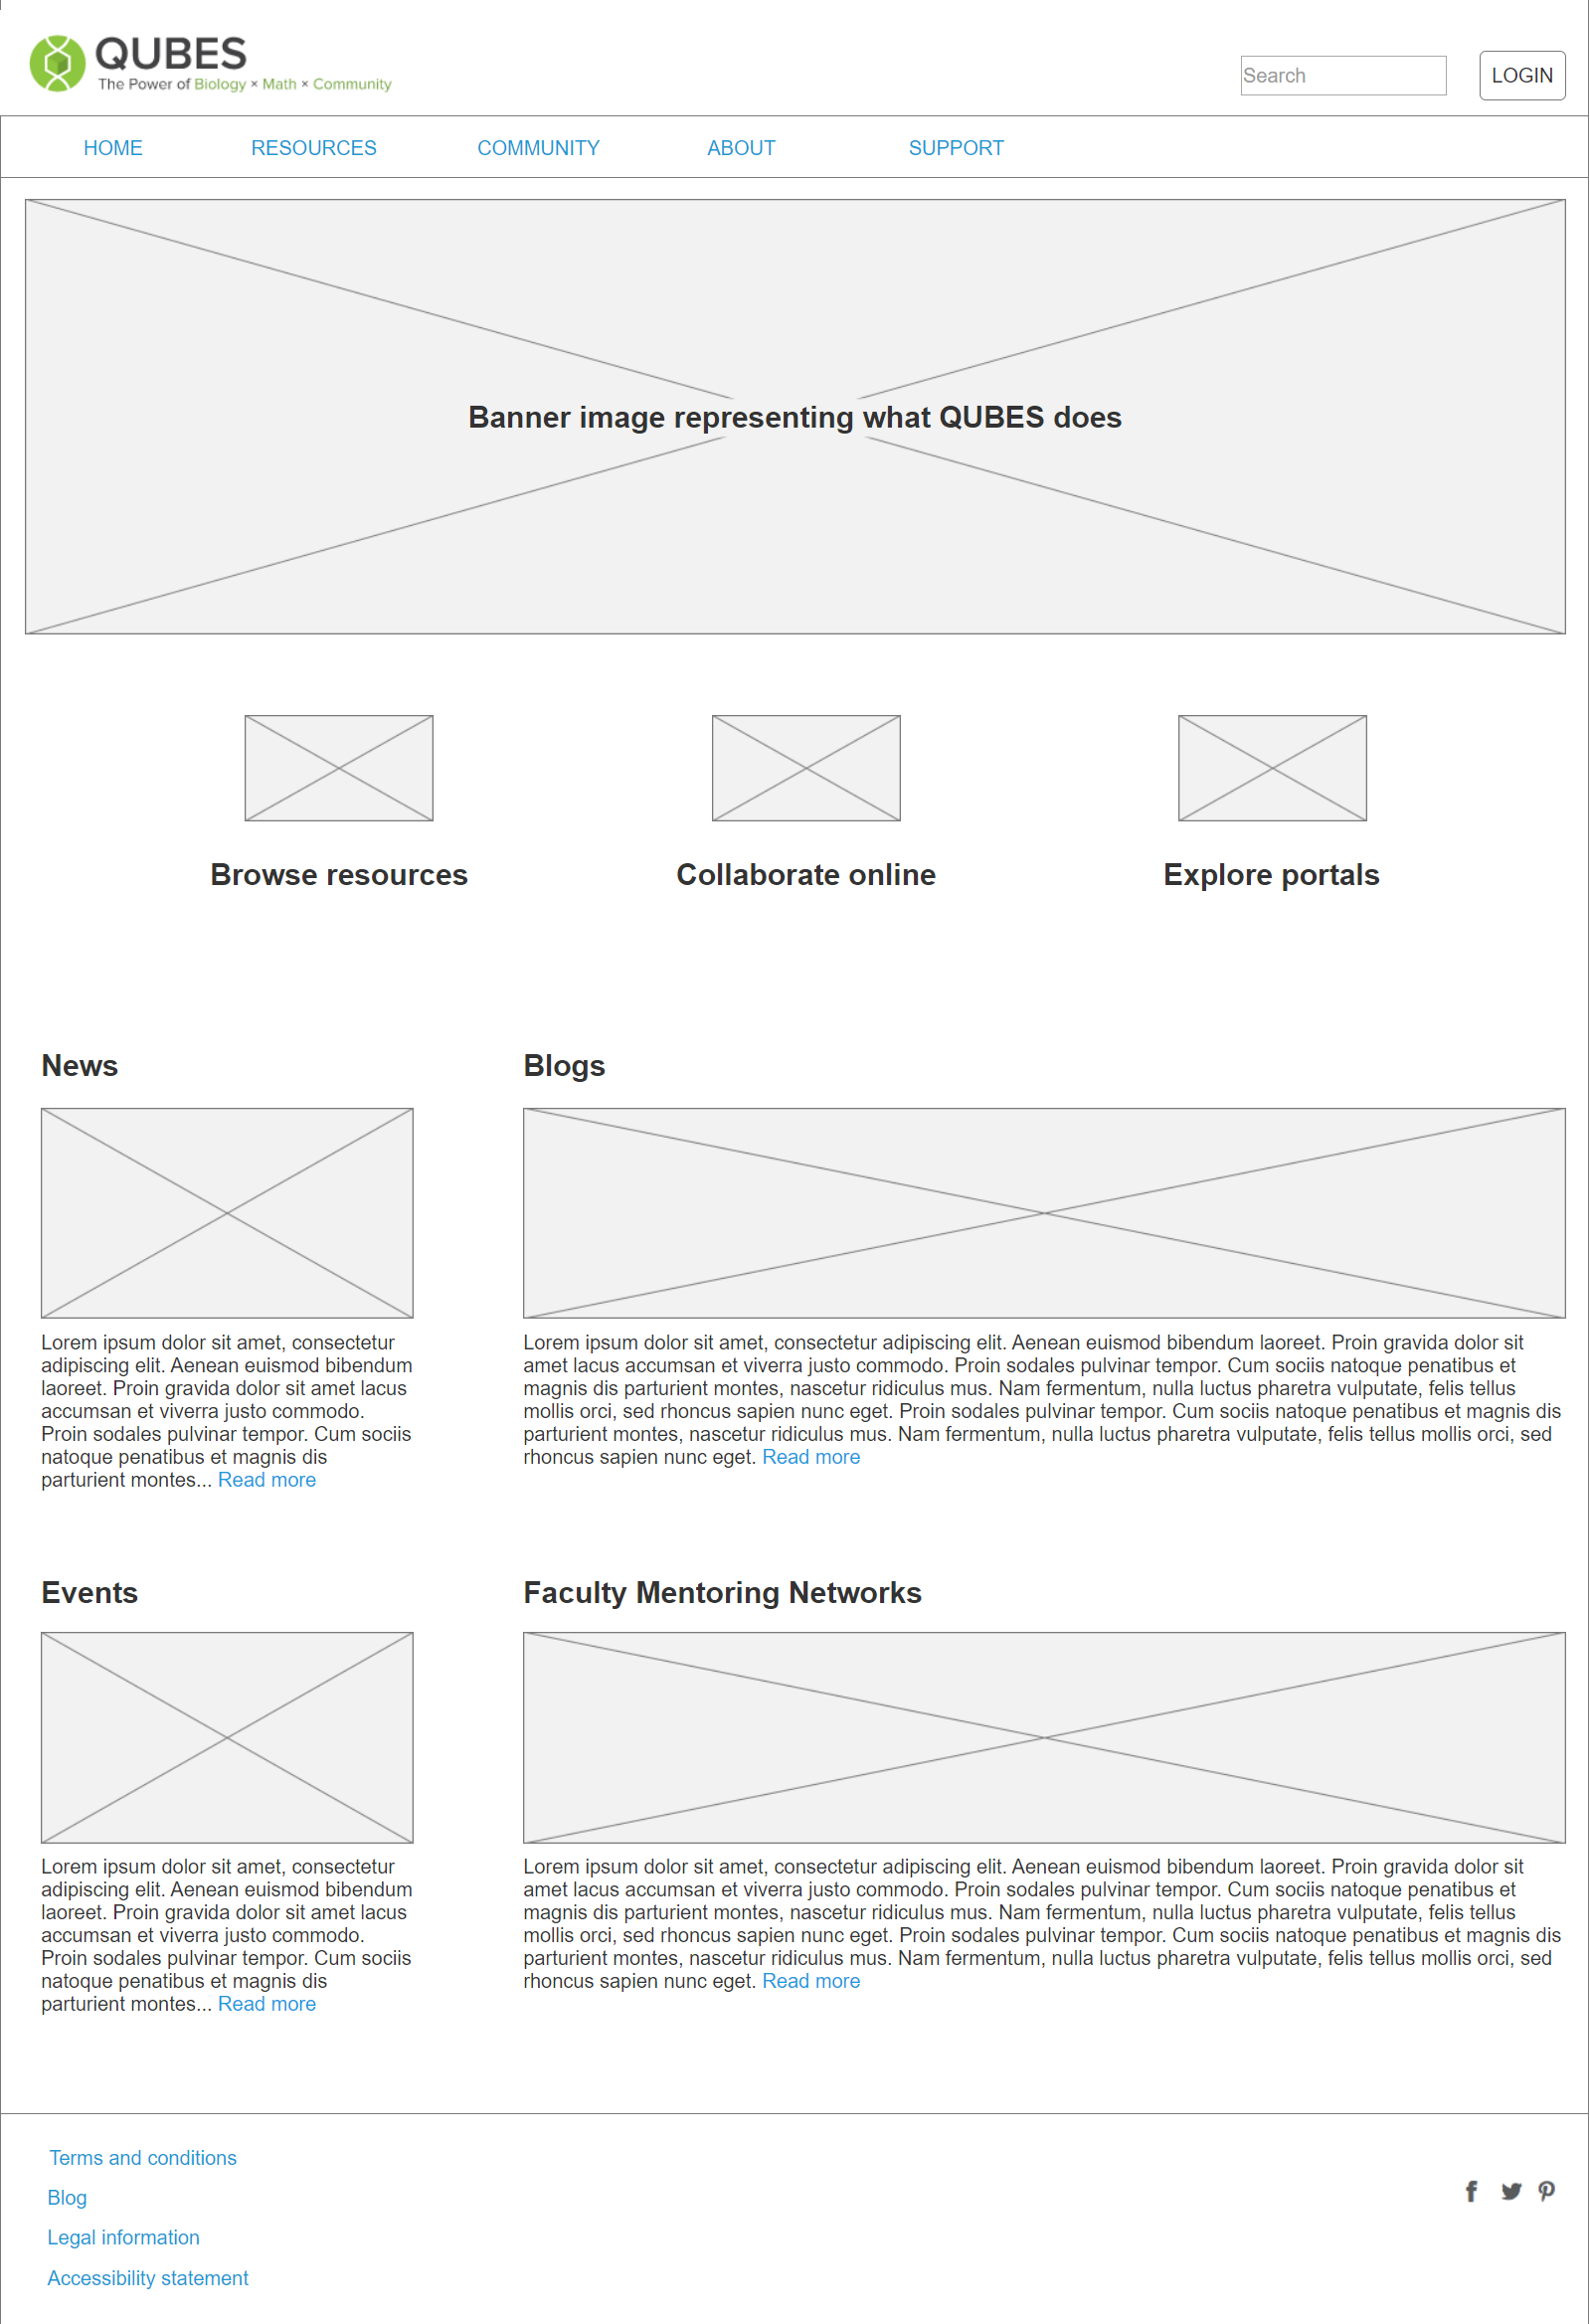 QUBES
The Power of Biology × Math × Community
Search
LOGIN
HOME
RESOURCES
COMMUNITY
ABOUT
SUPPORT
Banner image representing what QUBES does
Browse resources
Collaborate online
Explore portals
News
Lorem ipsum dolor sit amet, consectetur
adipiscing elit. Aenean euismod bibendum
laoreet. Proin gravida dolor sit amet lacus
accumsan et viverra justo commodo.
Proin sodales pulvinar tempor. Cum sociis
natoque penatibus et magnis dis
parturient montes... Read more
Blogs
Lorem ipsum dolor sit amet, consectetur adipiscing elit. Aenean euismod bibendum laoreet. Proin gravida dolor sit
amet lacus accumsan et viverra justo commodo. Proin sodales pulvinar tempor. Cum sociis natoque penatibus et
magnis dis parturient montes, nascetur ridiculus mus. Nam fermentum, nulla luctus pharetra vulputate, felis tellus
mollis orci, sed rhoncus sapien nunc eget. Proin sodales pulvinar tempor. Cum sociis natoque penatibus et magnis dis
parturient montes, nascetur ridiculus mus. Nam fermentum, nulla luctus pharetra vulputate, felis tellus mollis orci, sed
rhoncus sapien nunc eget. Read more
Events
Lorem ipsum dolor sit amet, consectetur
adipiscing elit. Aenean euismod bibendum
laoreet. Proin gravida dolor sit amet lacus
accumsan et viverra justo commodo.
Proin sodales pulvinar tempor. Cum sociis
natoque penatibus et magnis dis
parturient montes... Read more
Faculty Mentoring Networks
Lorem ipsum dolor sit amet, consectetur adipiscing elit. Aenean euismod bibendum laoreet. Proin gravida dolor sit
amet lacus accumsan et viverra justo commodo. Proin sodales pulvinar tempor. Cum sociis natoque penatibus et
magnis dis parturient montes, nascetur ridiculus mus. Nam fermentum, nulla luctus pharetra vulputate, felis tellus
mollis orci, sed rhoncus sapien nunc eget. Proin sodales pulvinar tempor. Cum sociis natoque penatibus et magnis dis
parturient montes, nascetur ridiculus mus. Nam fermentum, nulla luctus pharetra vulputate, felis tellus mollis orci, sed
rhoncus sapien nunc eget. Read more
Terms and conditions
Blog
Legal information
Accessibility statement